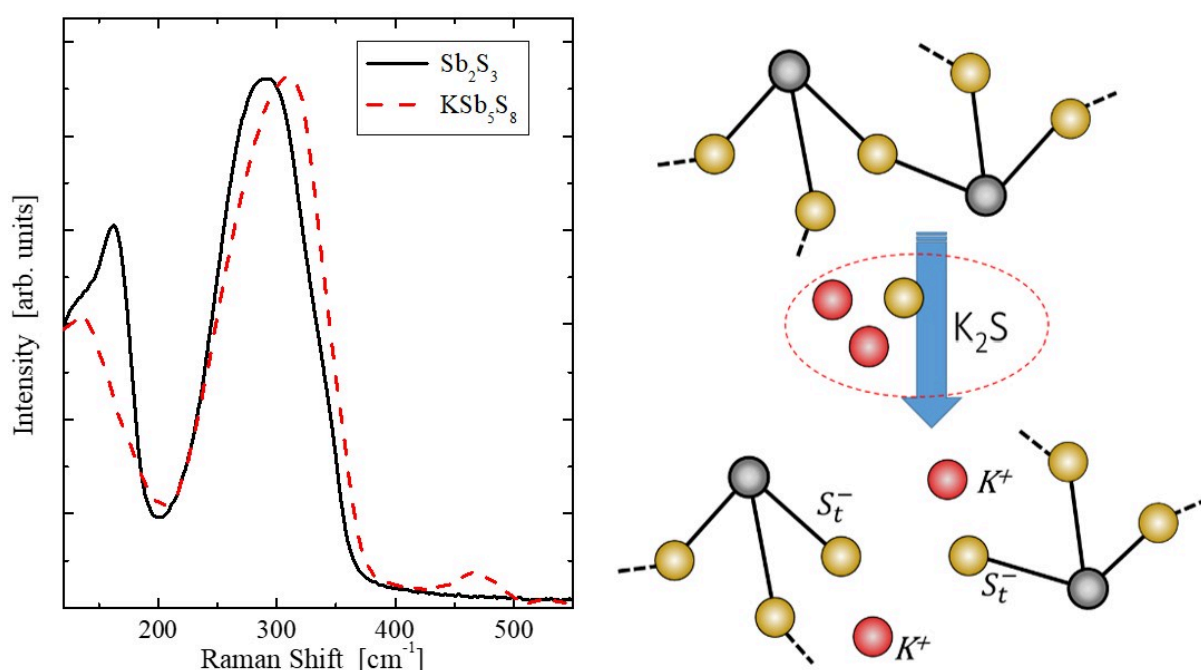 Sb₂S₃
KSb₅S₈
Intensity [arb. units]
200
300
400
500
Raman Shift [cm⁻¹]
K₂S
K⁺
Sₜ⁻
Sₜ⁻
K⁺